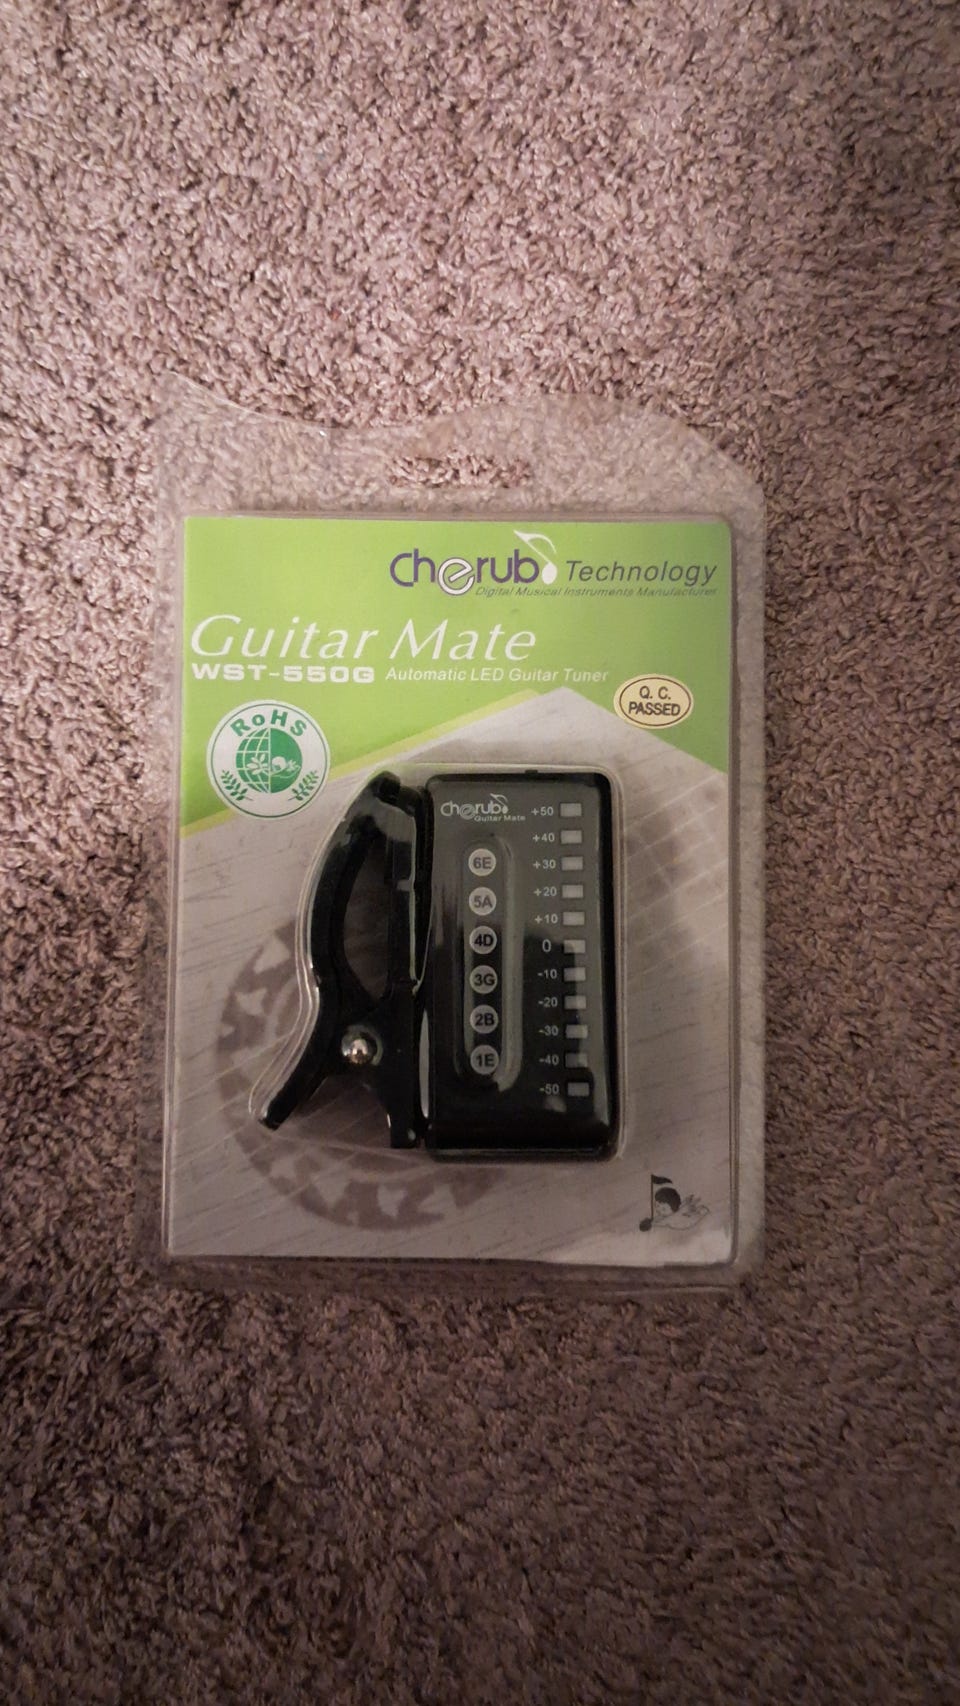 cherub Technology
Digital Musical Instruments Manufacturer
Guitar Mate
WST-550G Automatic LED Guitar Tuner
Q. C.
PASSED
RoHS
cherub
Guitar Mate
+50
+40
6E +30
5A +20
+10
4D 0
3G -10
-20
2B -30
1E -40
-50